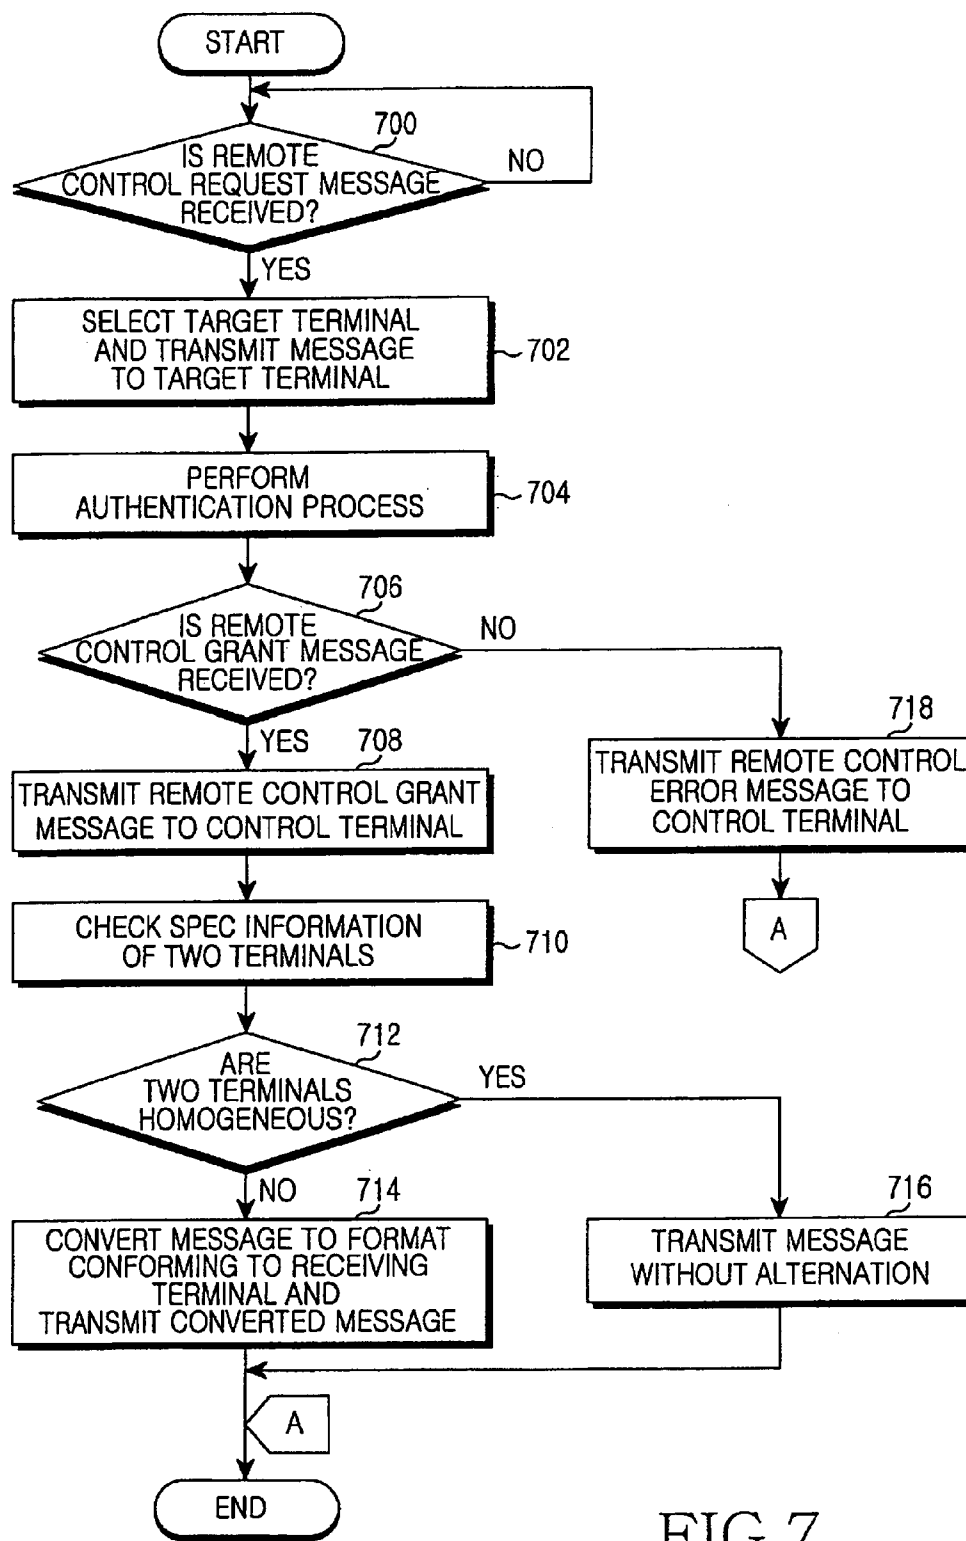 START
700
IS REMOTE
CONTROL REQUEST MESSAGE
RECEIVED?
NO
YES
SELECT TARGET TERMINAL
AND TRANSMIT MESSAGE
TO TARGET TERMINAL
702
PERFORM
AUTHENTICATION PROCESS
704
706
IS REMOTE
CONTROL GRANT MESSAGE
RECEIVED?
NO
YES
708
TRANSMIT REMOTE CONTROL GRANT
MESSAGE TO CONTROL TERMINAL
718
TRANSMIT REMOTE CONTROL
ERROR MESSAGE TO
CONTROL TERMINAL
A
CHECK SPEC INFORMATION
OF TWO TERMINALS
710
712
ARE
TWO TERMINALS
HOMOGENEOUS?
YES
NO
714
CONVERT MESSAGE TO FORMAT
CONFORMING TO RECEIVING
TERMINAL AND
TRANSMIT CONVERTED MESSAGE
716
TRANSMIT MESSAGE
WITHOUT ALTERNATION
A
END
FIG.7